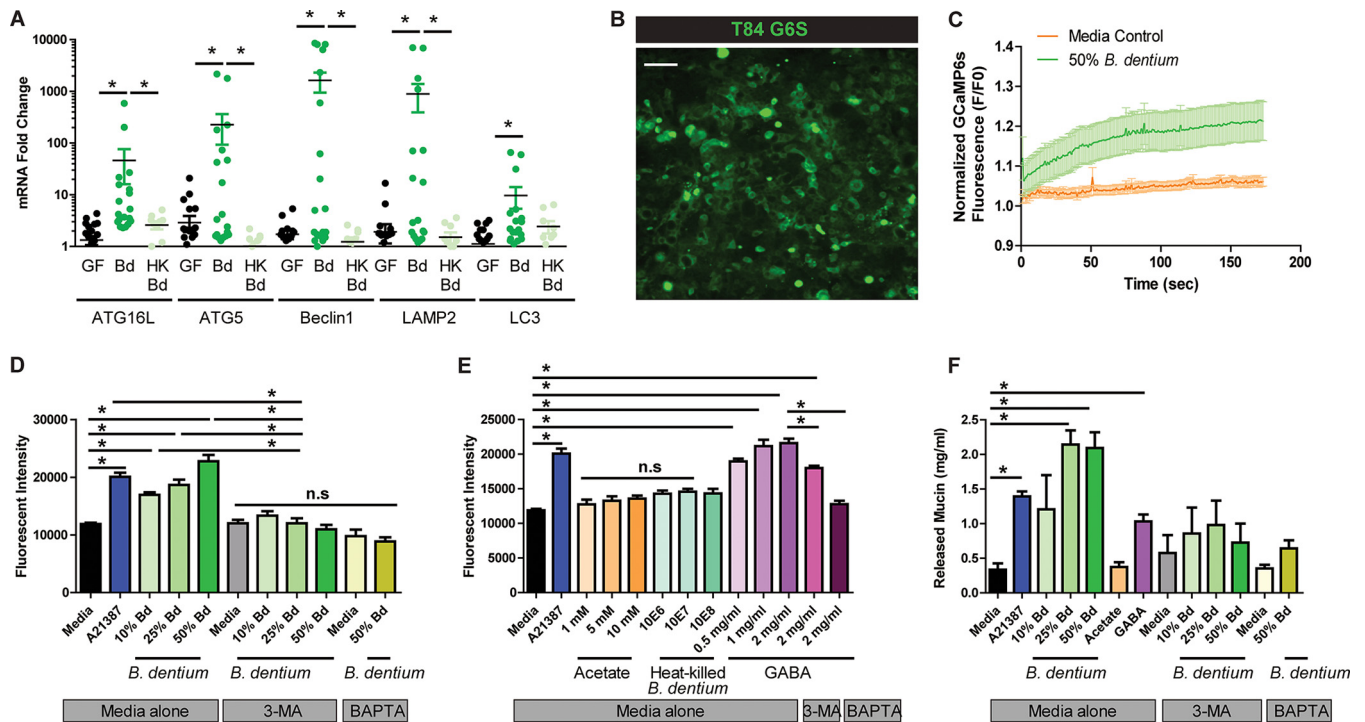 A
mRNA Fold Change
10000
1000
100
10
1
* * * * * * * * *
GF Bd HK Bd GF Bd HK Bd GF Bd HK Bd GF Bd HK Bd GF Bd HK Bd
ATG16L ATG5 Beclin1 LAMP2 LC3
B
T84 G6S
C
Media Control
50% B. dentium
Normalized GCaMP6s
Fluorescence (F/F0)
1.4
1.3
1.2
1.1
1.0
0.9
0 50 100 150 200
Time (sec)
D
Fluorescent Intensity
30000
20000
10000
0
* *
* *
* *
* *
*
n.s
Media A21387 10% Bd 25% Bd 50% Bd Media 10% Bd 25% Bd 50% Bd Media 50% Bd
B. dentium B. dentium B. dentium
Media alone 3-MA BAPTA
E
Fluorescent Intensity
25000
20000
15000
10000
5000
0
*
*
* *
* *
*
n.s
Media A21387 1 mM 5 mM 10 mM 10E6 10E7 10E8 0.5 mg/ml 1 mg/ml 2 mg/ml 2 mg/ml 2 mg/ml
Acetate Heat-killed GABA
B. dentium
Media alone 3-MA BAPTA
F
Released Mucin (mg/ml)
2.5
2.0
1.5
1.0
0.5
0.0
*
*
*
*
Media A21387 10% Bd 25% Bd 50% Bd Acetate GABA Media 10% Bd 25% Bd 50% Bd Media 50% Bd
B. dentium B. dentium B. dentium
Media alone 3-MA BAPTA